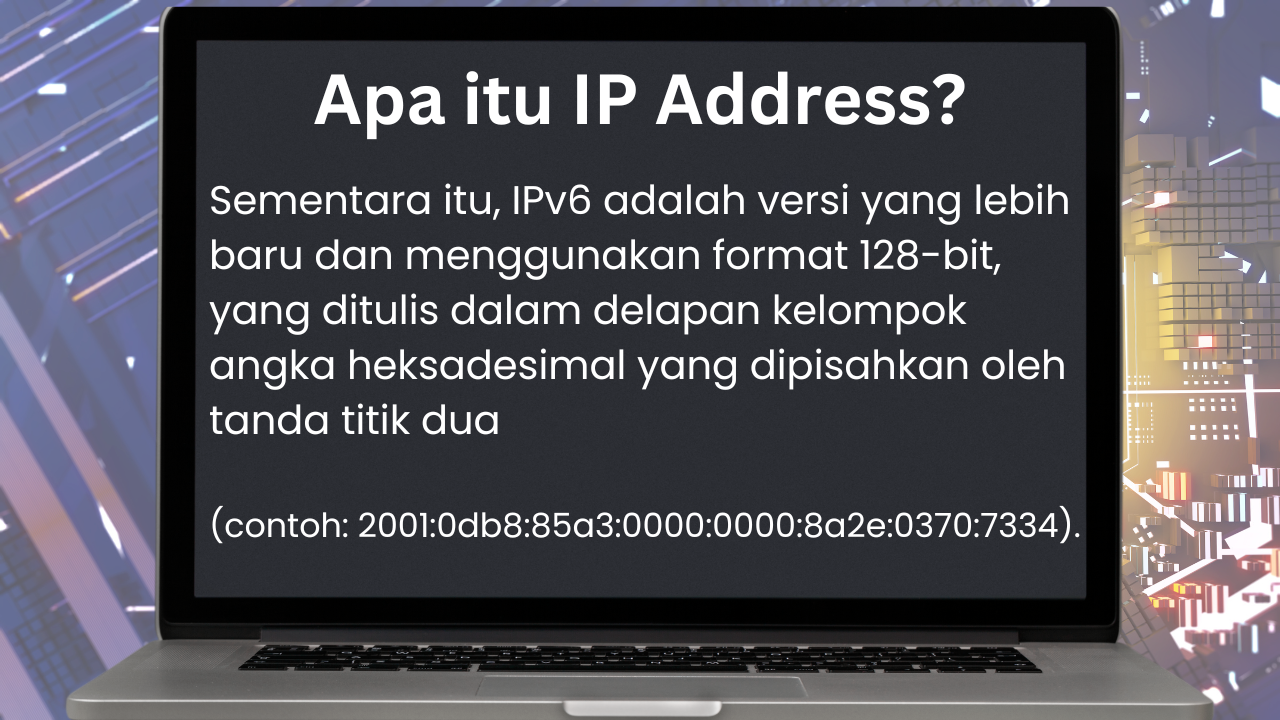 Apa itu IP Address?
Sementara itu, IPv6 adalah versi yang lebih
baru dan menggunakan format 128-bit,
yang ditulis dalam delapan kelompok
angka heksadesimal yang dipisahkan oleh
tanda titik dua
(contoh: 2001:0db8:85a3:0000:0000:8a2e:0370:7334).